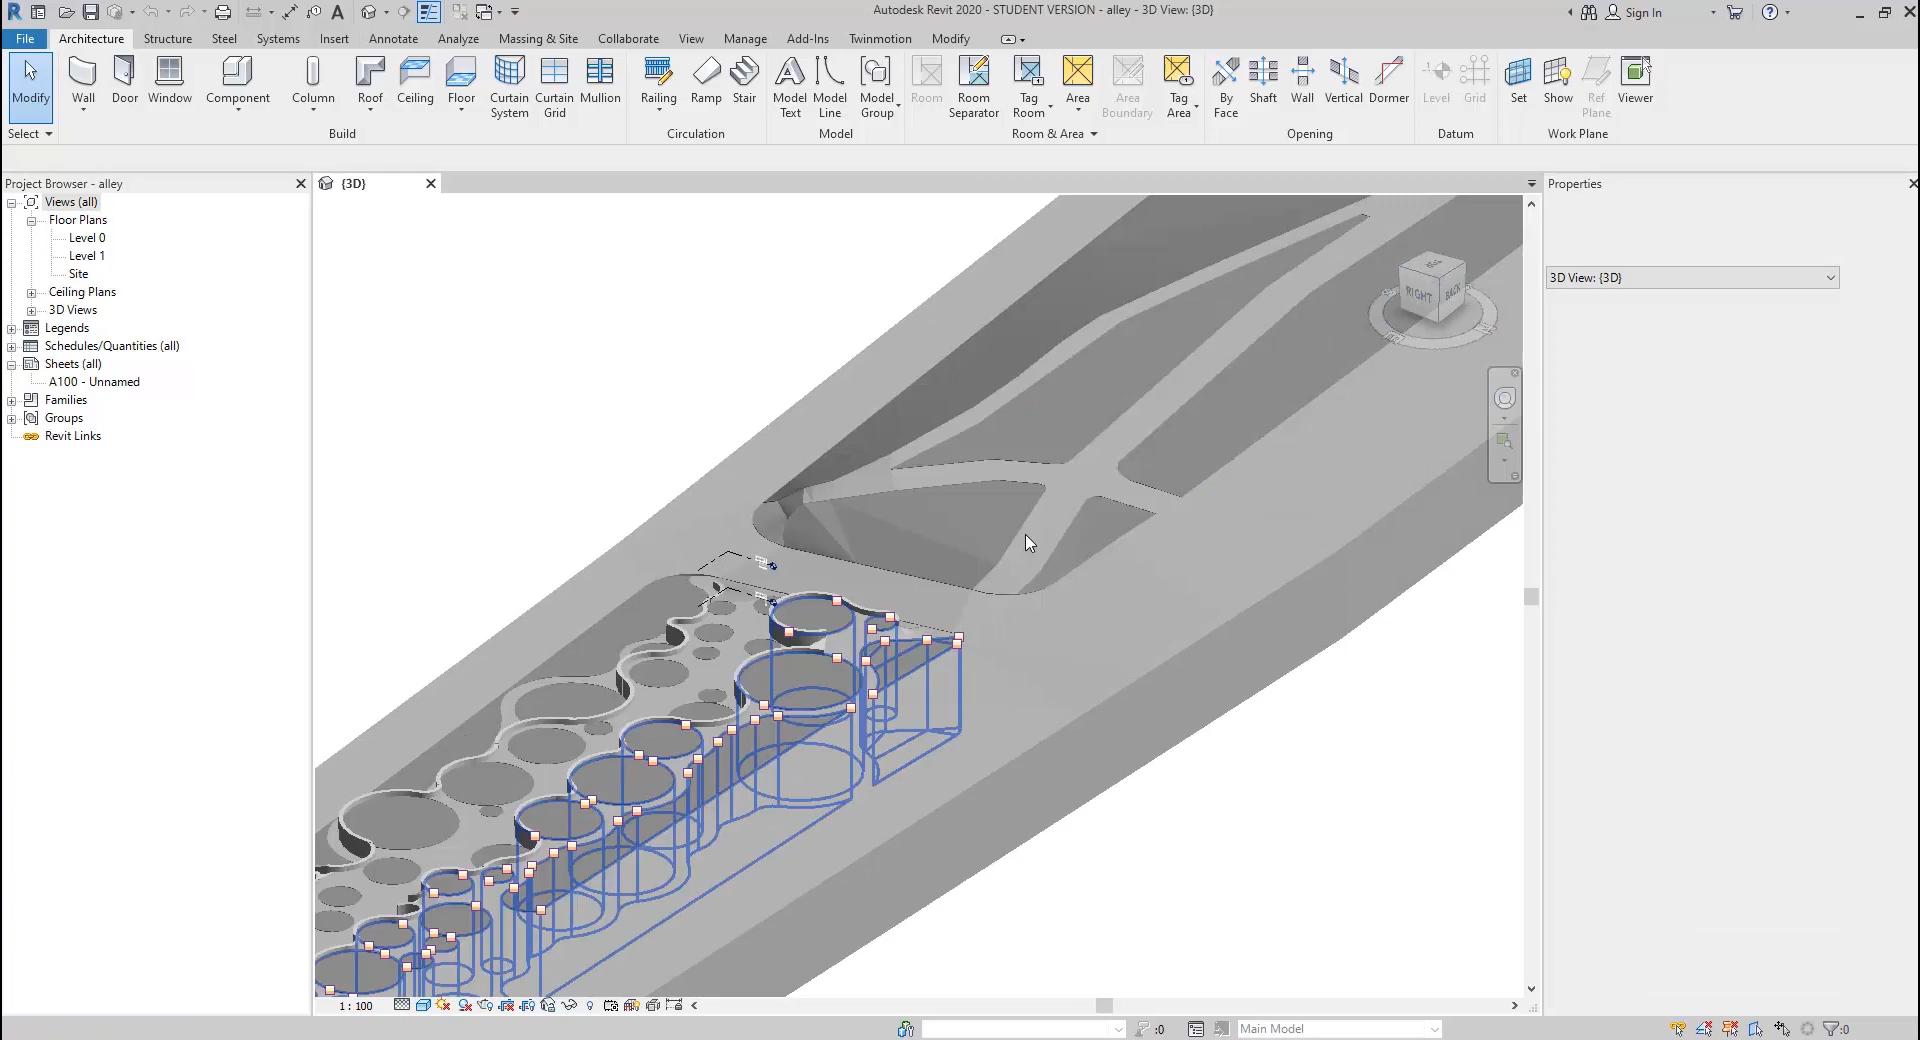 Autodesk Revit 2020 - STUDENT VERSION - alley - 3D View: {3D}
Sign In
File Architecture Structure Steel Systems Insert Annotate Analyze Massing & Site Collaborate View Manage Add-Ins Twinmotion Modify
Modify
Wall Door Window Component Column Roof Ceiling Floor Curtain System Curtain Grid Mullion
Railing Ramp Stair
Model Text Model Line Model Group
Room Room Separator Tag Room Area Area Boundary Tag Area
By Face Shaft Wall Vertical Dormer
Level Grid
Set Show Ref Plane Viewer
Select Build Circulation Model Room & Area Opening Datum Work Plane
Project Browser - alley
{3D}
Properties
Views (all)
Floor Plans
Level 0
Level 1
Site
Ceiling Plans
3D Views
Legends
Schedules/Quantities (all)
Sheets (all)
A100 - Unnamed
Families
Groups
Revit Links
3D View: {3D}
RIGHT
BACK
1 : 100
:0
Main Model
:0